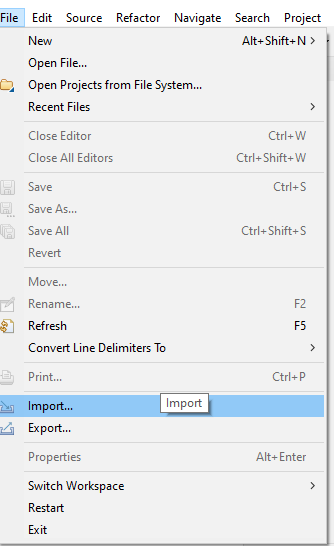 File Edit Source Refactor Navigate Search Project
New Alt+Shift+N
Open File...
Open Projects from File System...
Recent Files
Close Editor Ctrl+W
Close All Editors Ctrl+Shift+W
Save Ctrl+S
Save As...
Save All Ctrl+Shift+S
Revert
Move...
Rename... F2
Refresh F5
Convert Line Delimiters To
Print... Ctrl+P
Import... Import
Export...
Properties Alt+Enter
Switch Workspace
Restart
Exit